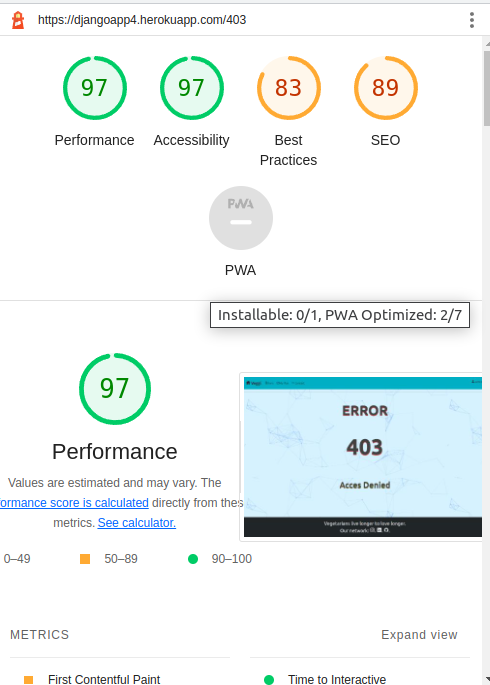 https://djangoapp4.herokuapp.com/403
97
97
83
89
Performance
Accessibility
Best
Practices
SEO
PWA
PWA
Installable: 0/1, PWA Optimized: 2/7
97
Performance
Values are estimated and may vary. The
ormance score is calculated directly from thes
metrics. See calculator.
0–49
50–89
90–100
ERROR
403
Acces Denied
Vegetarians live longer to love longer.
Our network:
METRICS
Expand view
First Contentful Paint
Time to Interactive